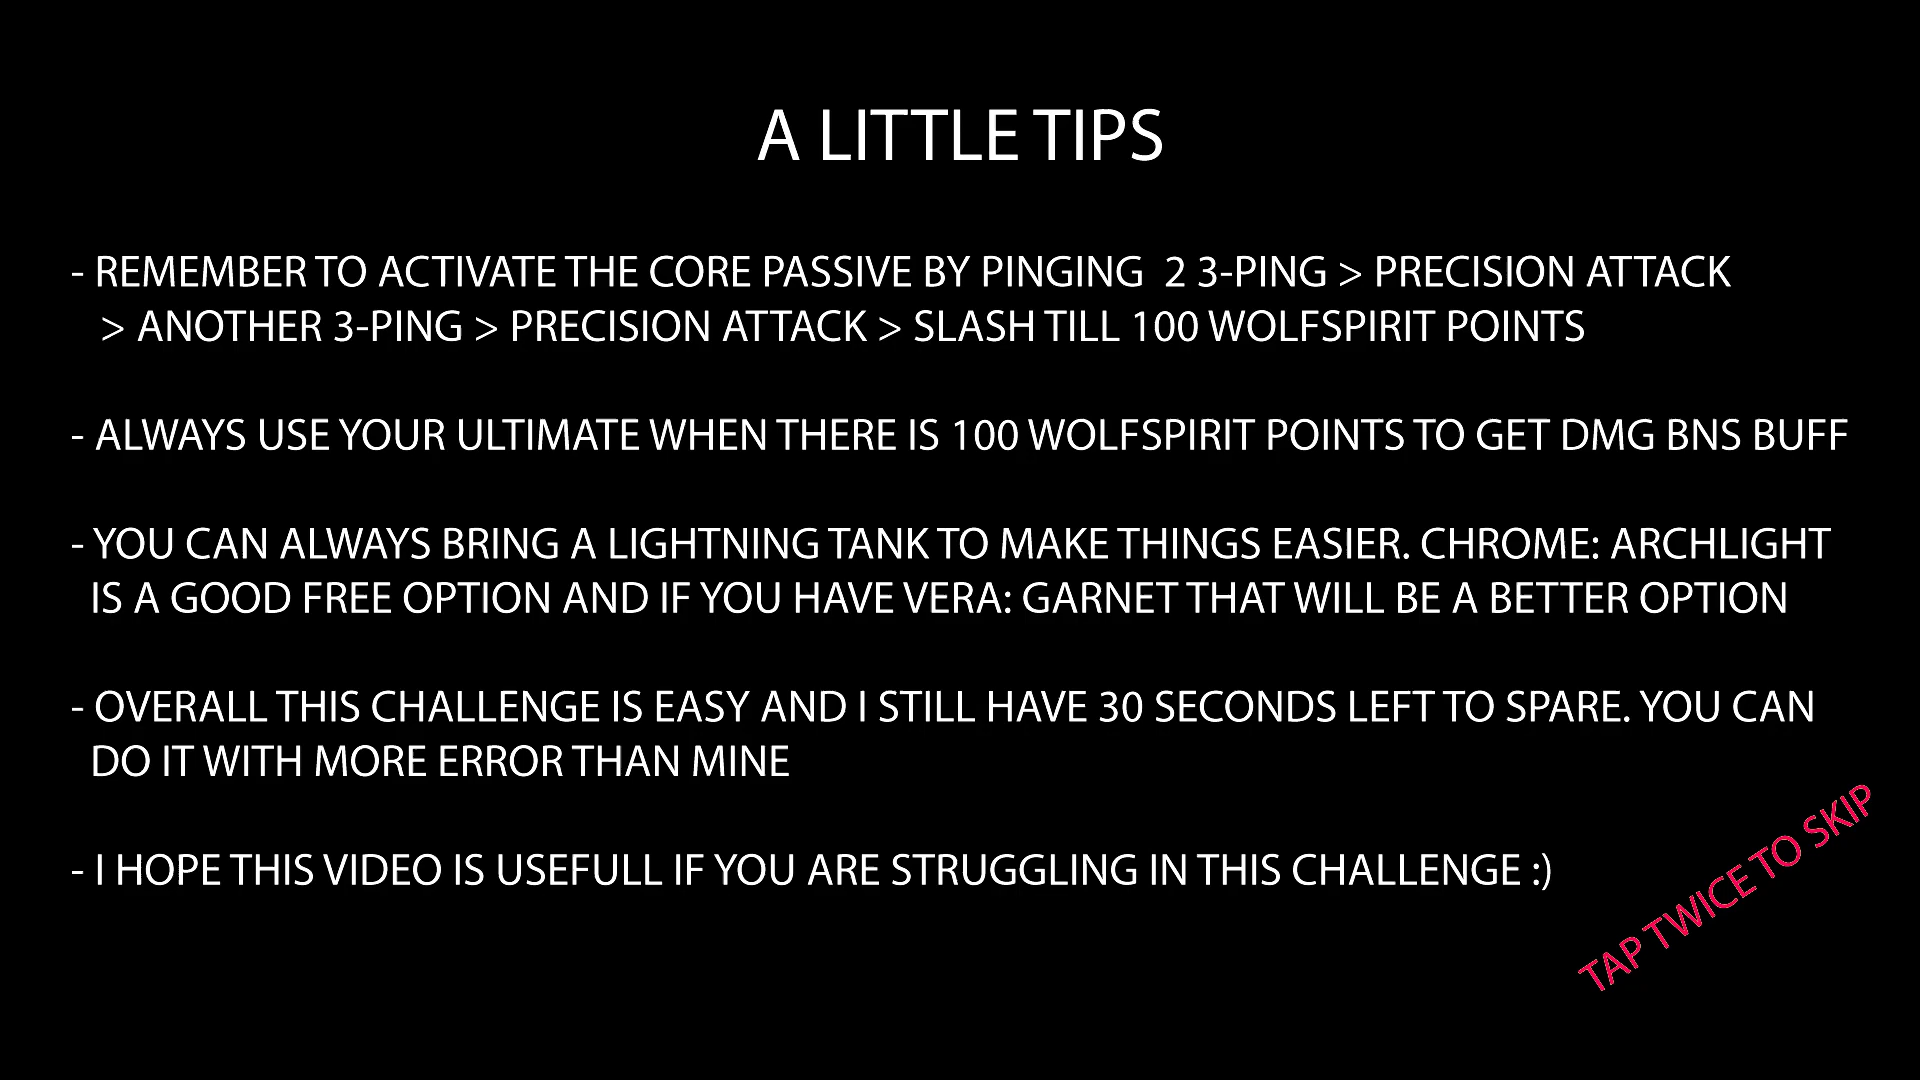 A LITTLE TIPS
- REMEMBER TO ACTIVATE THE CORE PASSIVE BY PINGING  2 3-PING > PRECISION ATTACK
> ANOTHER 3-PING > PRECISION ATTACK > SLASH TILL 100 WOLFSPIRIT POINTS
- ALWAYS USE YOUR ULTIMATE WHEN THERE IS 100 WOLFSPIRIT POINTS TO GET DMG BNS BUFF
- YOU CAN ALWAYS BRING A LIGHTNING TANK TO MAKE THINGS EASIER. CHROME: ARCHLIGHT
IS A GOOD FREE OPTION AND IF YOU HAVE VERA: GARNET THAT WILL BE A BETTER OPTION
- OVERALL THIS CHALLENGE IS EASY AND I STILL HAVE 30 SECONDS LEFT TO SPARE. YOU CAN
DO IT WITH MORE ERROR THAN MINE
- I HOPE THIS VIDEO IS USEFULL IF YOU ARE STRUGGLING IN THIS CHALLENGE :)
TAP TWICE TO SKIP